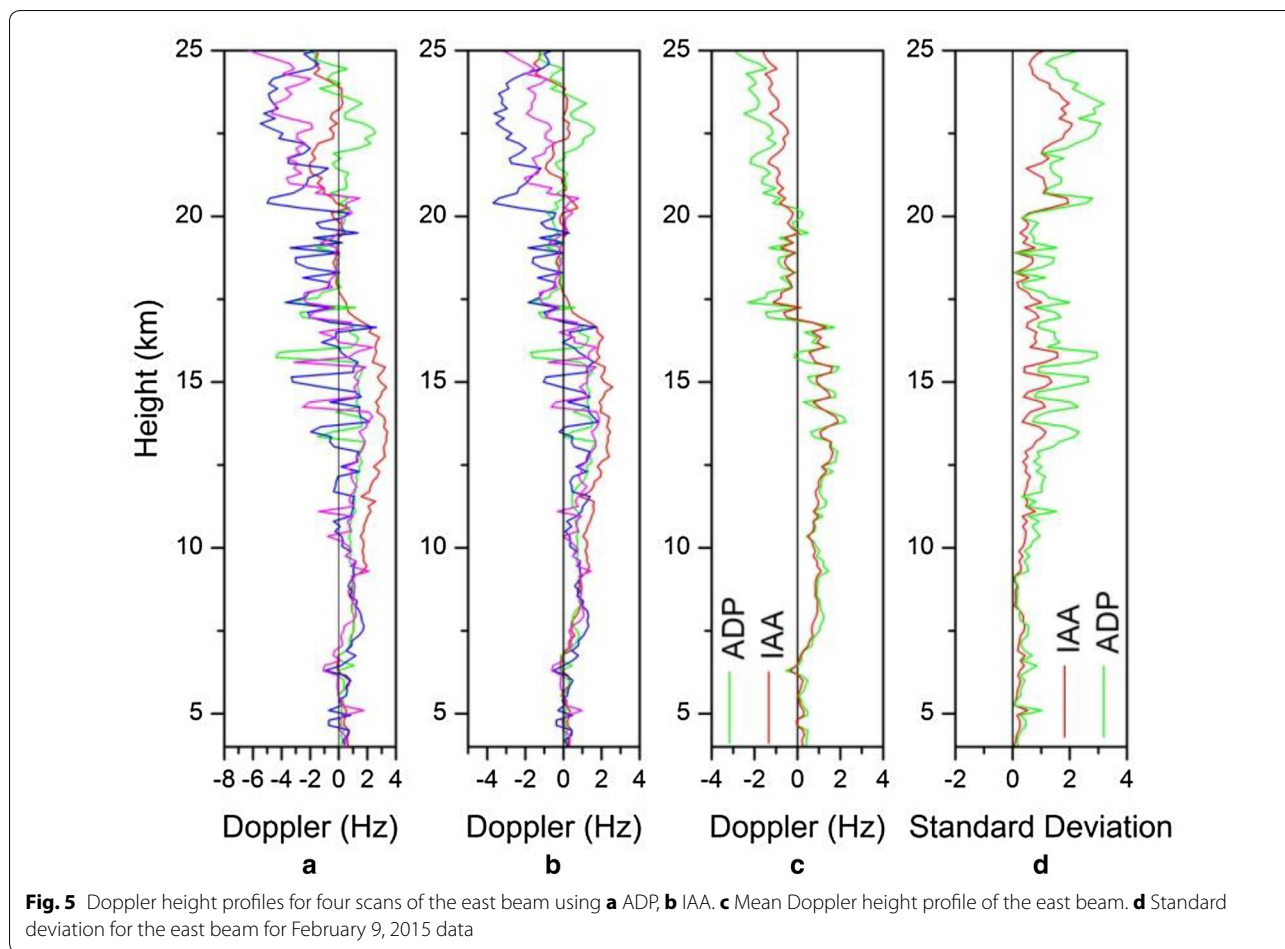 25
20
15
10
5
Height (km)
-8 -6 -4 -2 0 2 4
Doppler (Hz)
a
25
20
15
10
5
-4 -2 0 2 4
Doppler (Hz)
b
25
20
15
10
5
ADP
IAA
-4 -2 0 2 4
Doppler (Hz)
c
25
20
15
10
5
IAA
ADP
-2 0 2 4
Standard Deviation
d
Fig. 5 Doppler height profiles for four scans of the east beam using a ADP, b IAA. c Mean Doppler height profile of the east beam. d Standard
deviation for the east beam for February 9, 2015 data